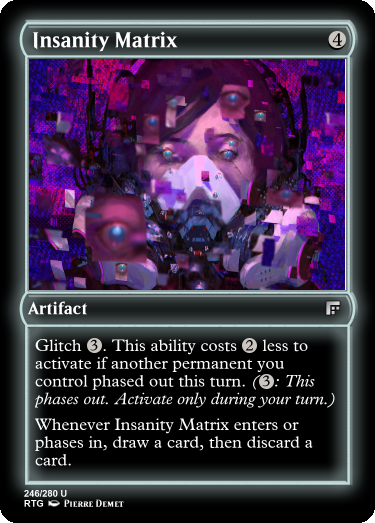 Insanity Matrix 4
Artifact
Glitch 3. This ability costs 2 less to
activate if another permanent you
control phased out this turn. (3: This
phases out. Activate only during your turn.)
Whenever Insanity Matrix enters or
phases in, draw a card, then discard a
card.
246/280 U
RTG Pierre Demet